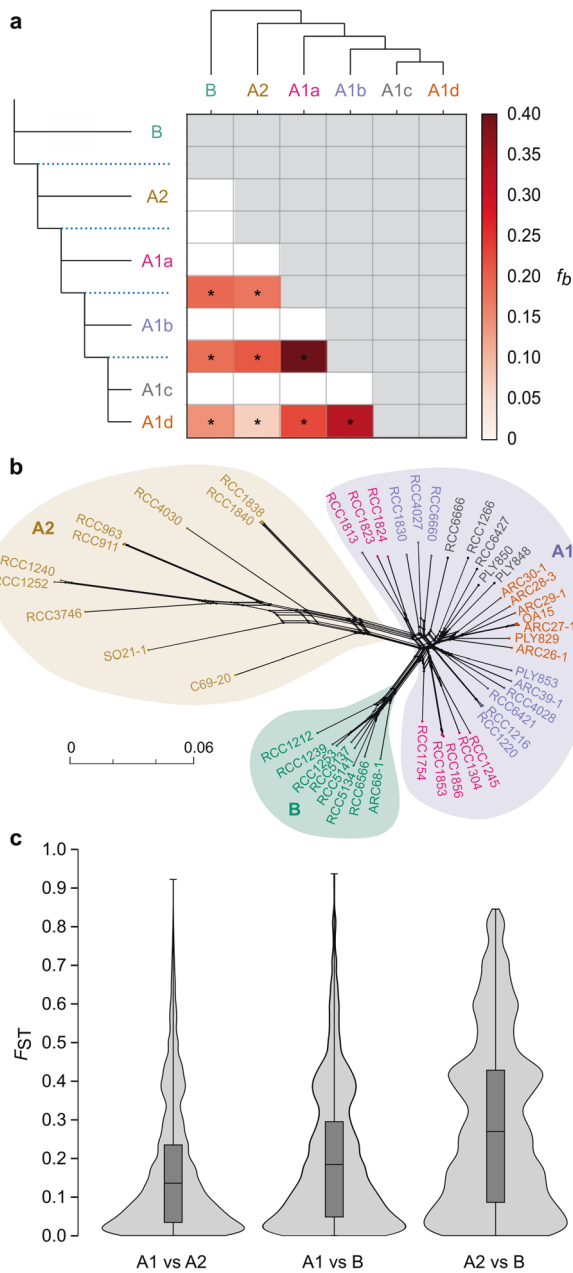 a
B A2 A1a A1b A1c A1d
B
A2
A1a
A1b
A1c
A1d
* *
* * *
* * * *
0.40
0.35
0.30
0.25
0.20
0.15
0.10
0.05
0
fb
b
A2
RCC963
RCC911
RCC1240
RCC1252
RCC3746
SO21-1
C69-20
RCC4030
RCC1838
RCC1840
A1
RCC1813
RCC1823
RCC1824
RCC1830
RCC4027
RCC6660
RCC6666
RCC1266
RCC6427
PLY850
PLY848
ARC30-1
ARC28-3
ARC29-1
OA15
ARC27-1
PLY829
ARC26-1
PLY853
ARC39-1
RCC4028
RCC6421
RCC1216
RCC1220
RCC1245
RCC1304
RCC1856
RCC1853
RCC1754
B
RCC1212
RCC1239
RCC1253
RCC5141
RCC5134
RCC6566
ARC68-1
0 0.06
c
1.0
0.9
0.8
0.7
0.6
0.5
0.4
0.3
0.2
0.1
0.0
FST
A1 vs A2
A1 vs B
A2 vs B